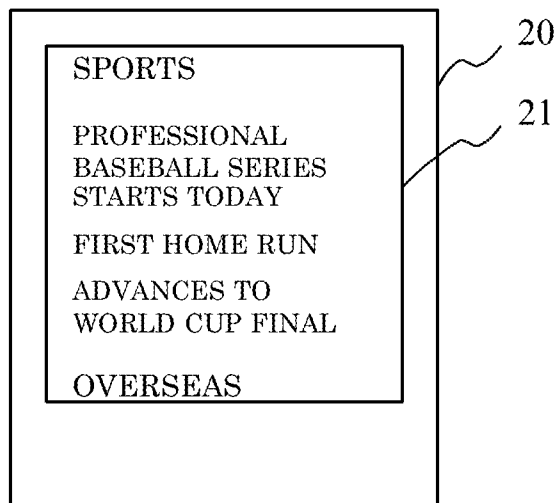 SPORTS
20
21
PROFESSIONAL
BASEBALL SERIES
STARTS TODAY
FIRST HOME RUN
ADVANCES TO
WORLD CUP FINAL
OVERSEAS